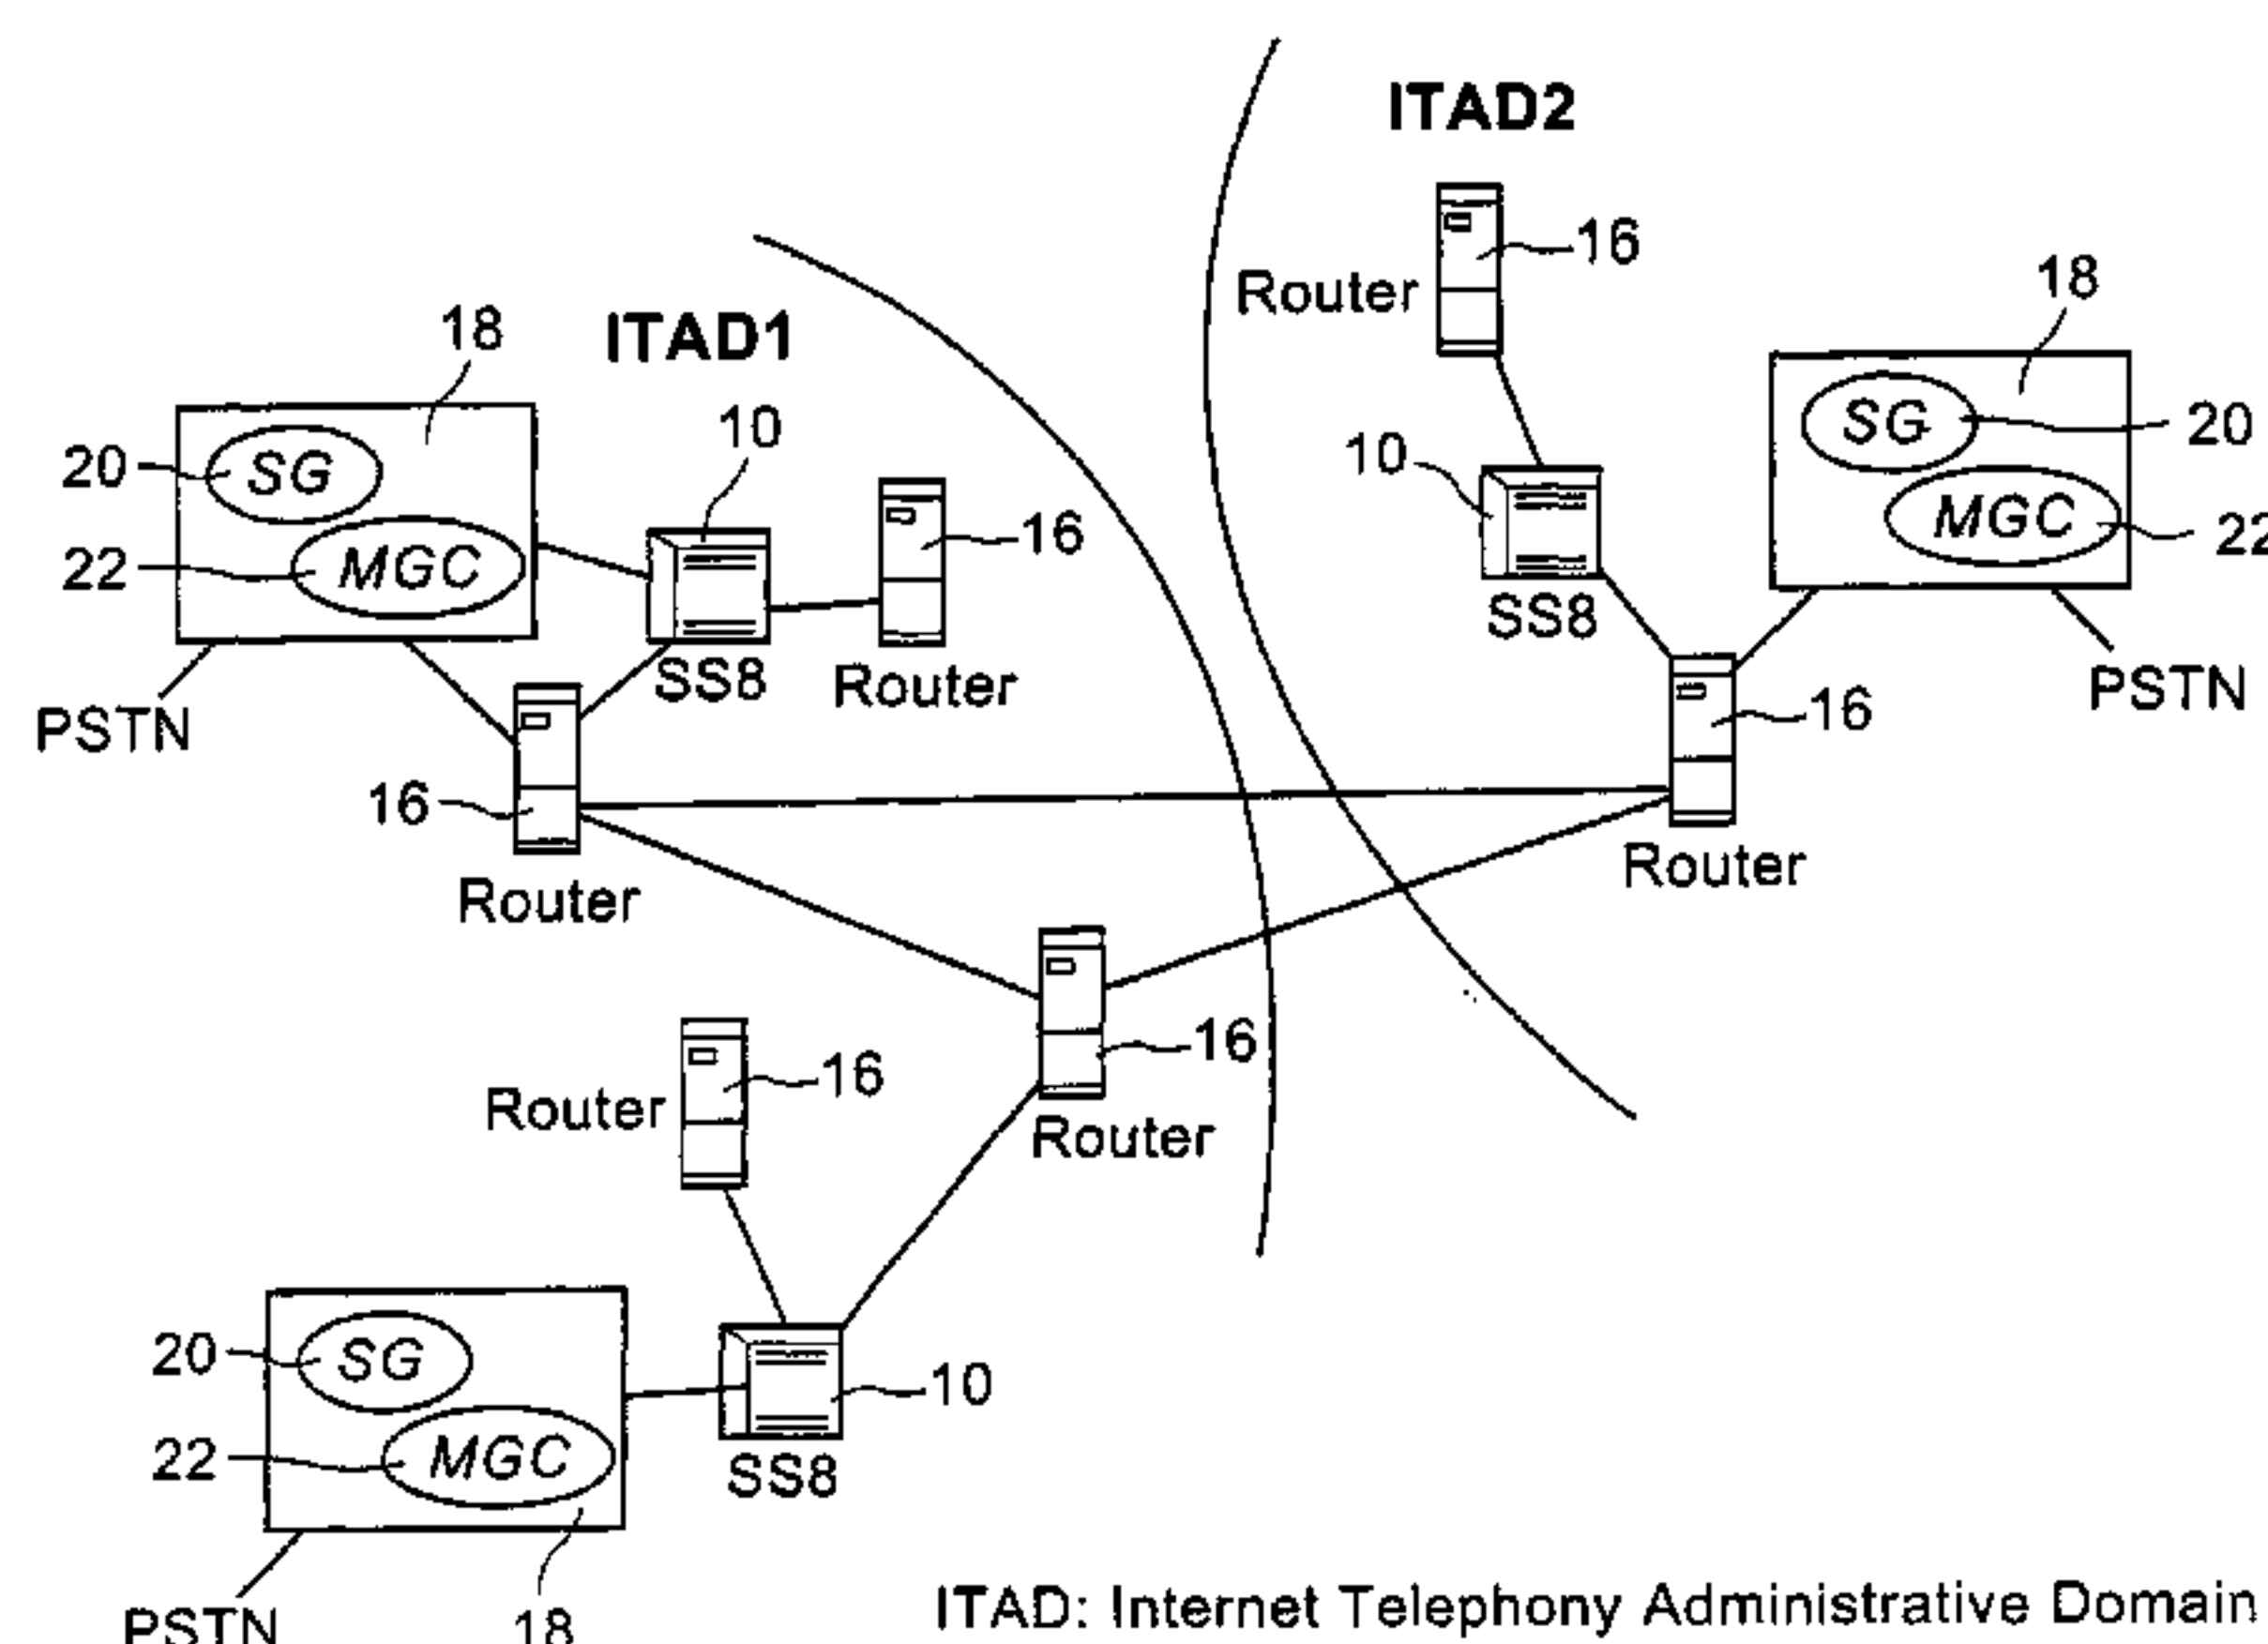 ITAD2
16
Router
18
18
ITAD1
10
20
SG
16
10
SG
20
22
MGC
SS8
Router
MGC
22
SS8
PSTN
16
PSTN
16
Router
Router
16
Router
16
Router
20
SG
22
MGC
10
SS8
PSTN
18
ITAD: Internet Telephony Administrative Domain